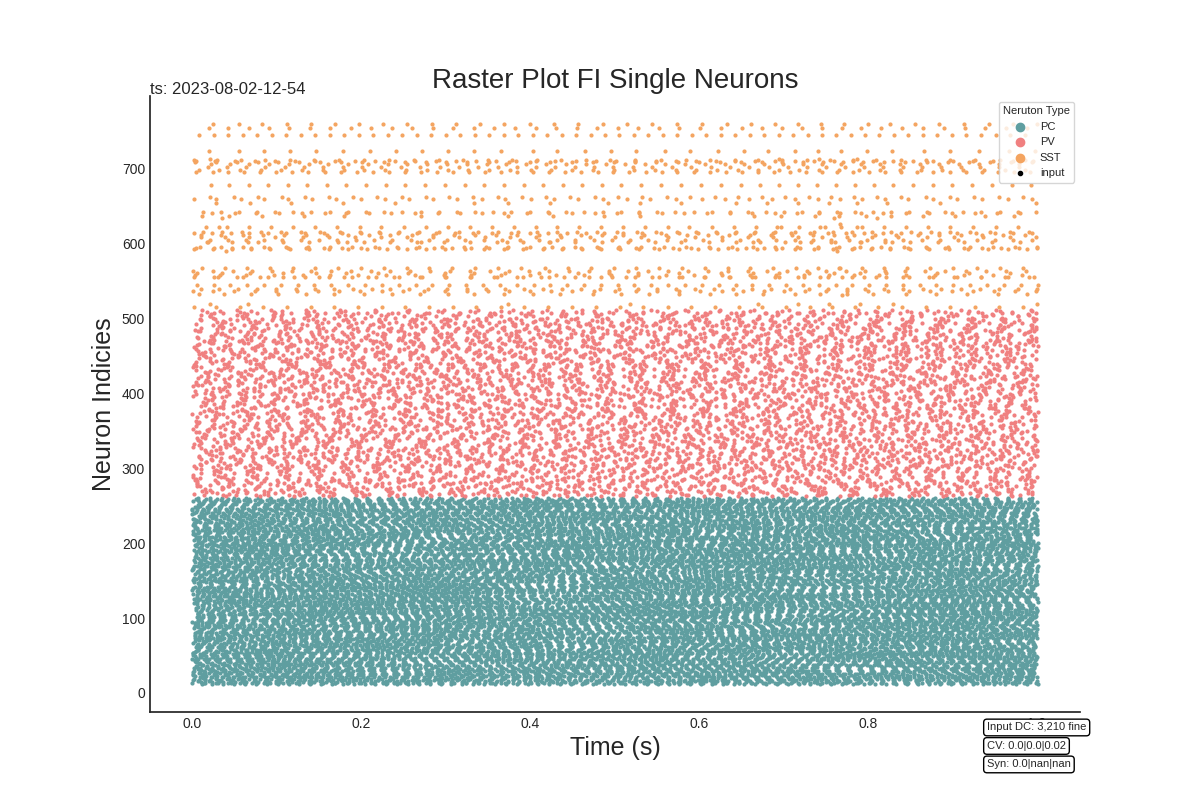 Raster Plot FI Single Neurons
ts: 2023-08-02-12-54
Neruton Type
PC
PV
SST
input
Neuron Indicies
700
600
500
400
300
200
100
0
0.0 0.2 0.4 0.6 0.8
Time (s)
Input DC: 3,210 fine
CV: 0.0|0.0|0.02
Syn: 0.0|nan|nan